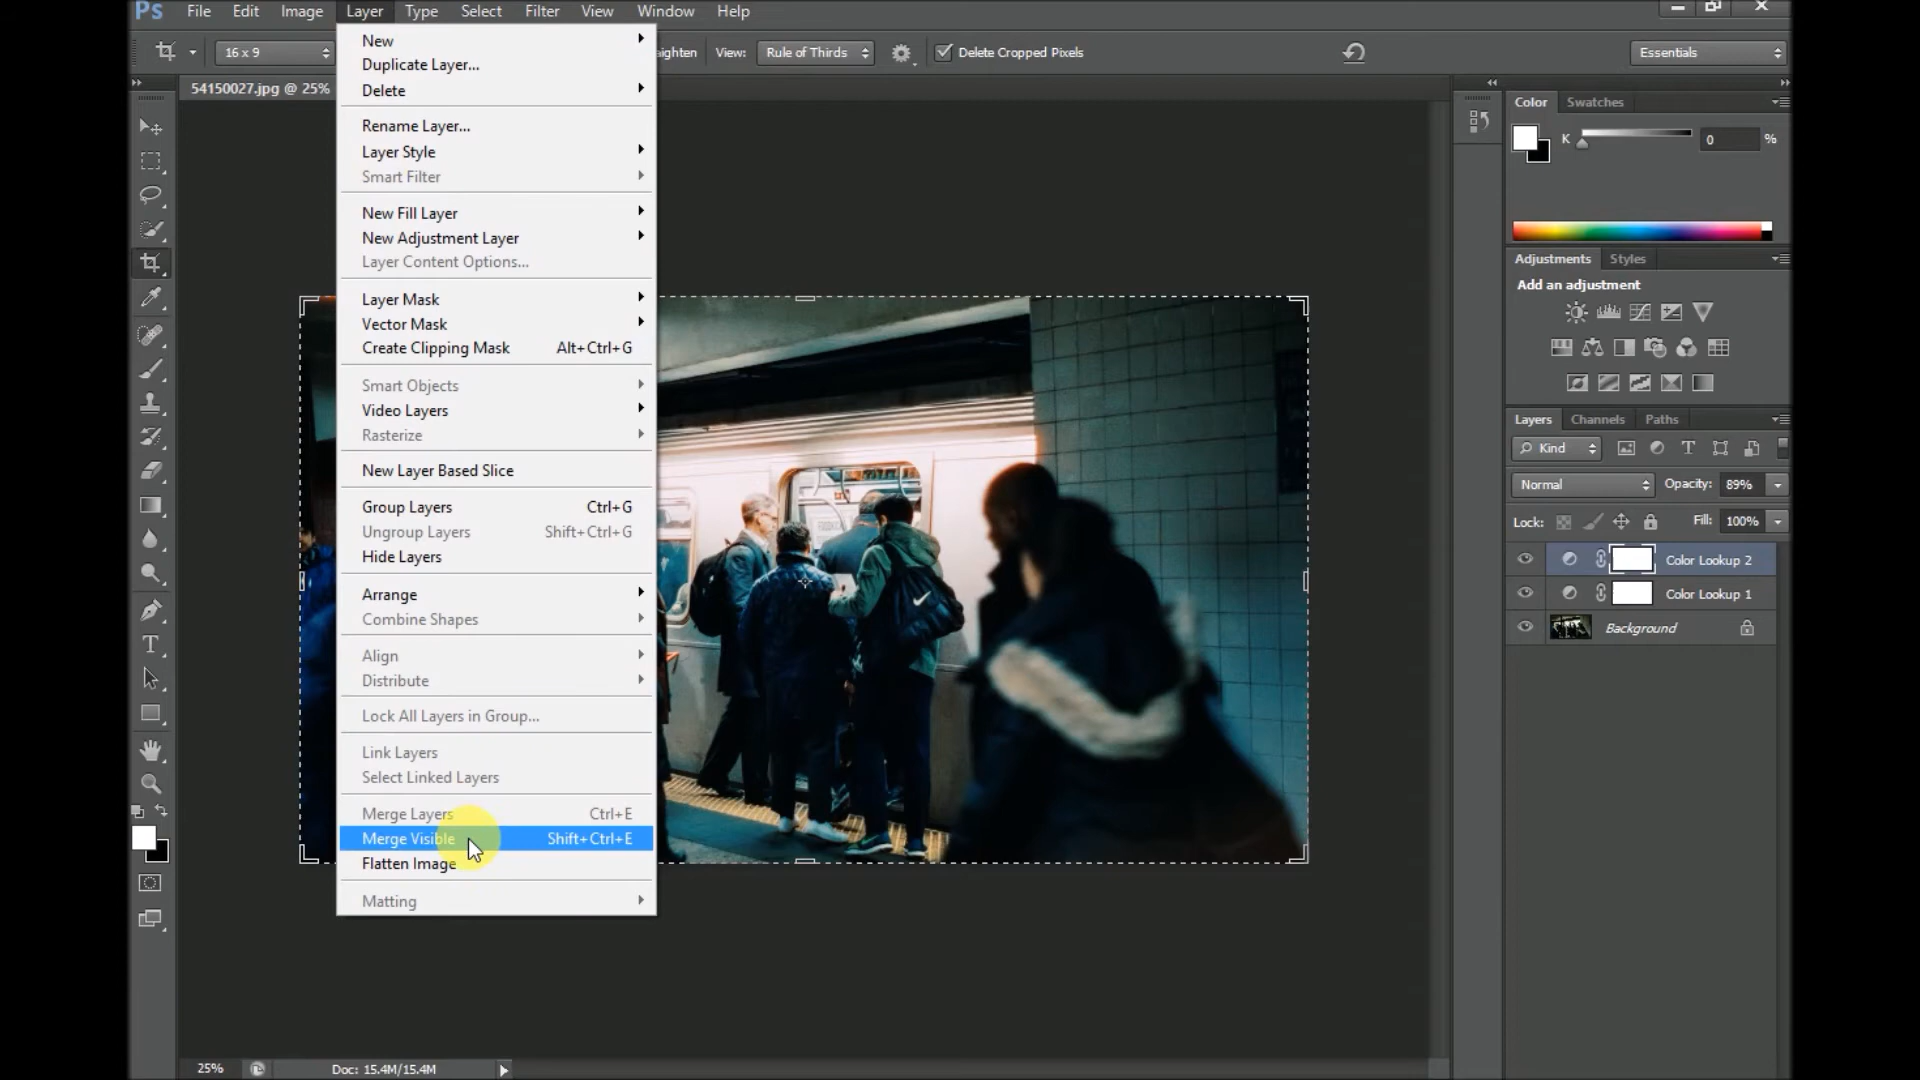 Ps File Edit Image Layer Type Select Filter View Window Help
16 x 9
View: Rule of Thirds Delete Cropped Pixels Essentials
54150027.jpg @ 25%
New
Duplicate Layer...
Delete
Rename Layer...
Layer Style
Smart Filter
New Fill Layer
New Adjustment Layer
Layer Content Options...
Layer Mask
Vector Mask
Create Clipping Mask Alt+Ctrl+G
Smart Objects
Video Layers
Rasterize
New Layer Based Slice
Group Layers Ctrl+G
Ungroup Layers Shift+Ctrl+G
Hide Layers
Arrange
Combine Shapes
Align
Distribute
Lock All Layers in Group...
Link Layers
Select Linked Layers
Merge Layers Ctrl+E
Merge Visible Shift+Ctrl+E
Flatten Image
Matting
Color Swatches
K 0 %
Adjustments Styles
Add an adjustment
Layers Channels Paths
Kind
Normal Opacity: 89%
Lock: Fill: 100%
Color Lookup 2
Color Lookup 1
Background
25% Doc: 15.4M/15.4M